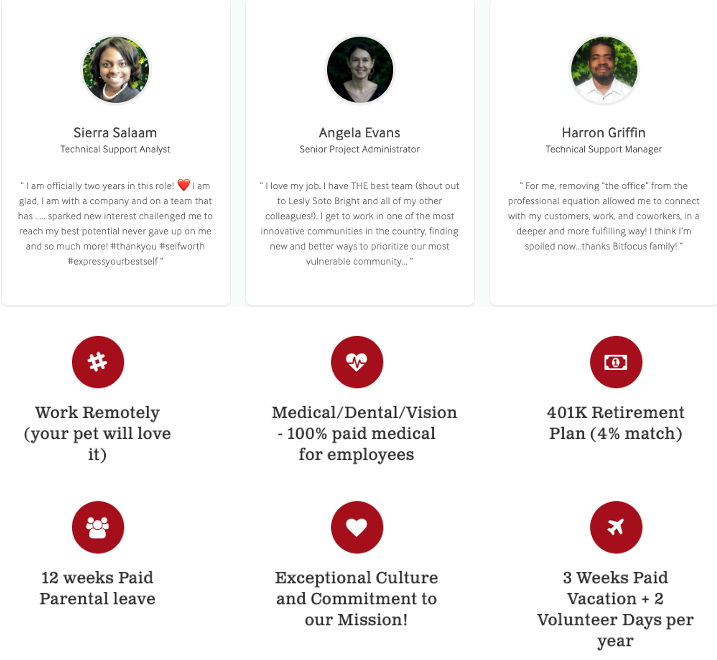 Sierra Salaam
Technical Support Analyst
“ I am officially two years in this role! ❤️ I am
glad, I am with a company and on a team that
has ..... sparked new interest challenged me to
reach my best potential never gave up on me
and so much more! #thankyou #selfworth
#expressyourbestself ”
Angela Evans
Senior Project Administrator
“ I love my job. I have THE best team (shout out
to Lesly Soto Bright and all of my other
colleagues!). I get to work in one of the most
innovative communities in the country, finding
new and better ways to prioritize our most
vulnerable community... ”
Harron Griffin
Technical Support Manager
“ For me, removing “the office” from the
professional equation allowed me to connect
with my customers, work, and coworkers, in a
deeper and more fulfilling way! I think I’m
spoiled now...thanks Bitfocus family! ”
Work Remotely
(your pet will love
it)
Medical/Dental/Vision
- 100% paid medical
for employees
401K Retirement
Plan (4% match)
12 weeks Paid
Parental leave
Exceptional Culture
and Commitment to
our Mission!
3 Weeks Paid
Vacation + 2
Volunteer Days per
year